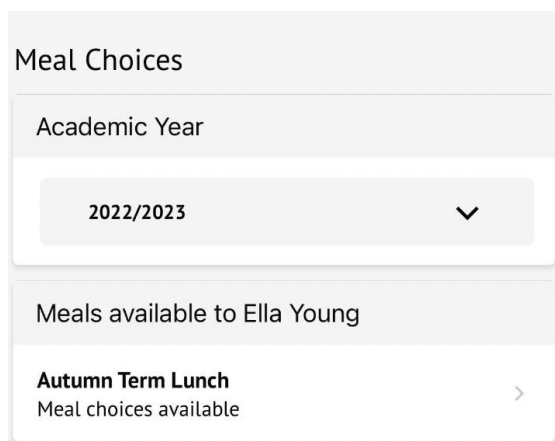 Meal Choices
Academic Year
2022/2023
Meals available to Ella Young
Autumn Term Lunch
Meal choices available